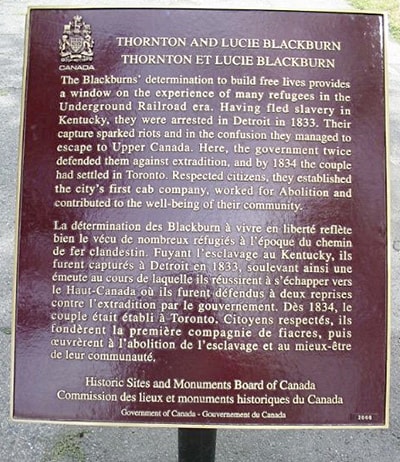 CANADA
THORNTON AND LUCIE BLACKBURN
THORNTON ET LUCIE BLACKBURN
The Blackburns' determination to build free lives provides
a window on the experience of many refugees in the
Underground Railroad era. Having fled slavery in
Kentucky, they were arrested in Detroit in 1833. Their
capture sparked riots and in the confusion they managed to
escape to Upper Canada. Here, the government twice
defended them against extradition, and by 1834 the couple
had settled in Toronto. Respected citizens, they established
the city's first cab company, worked for Abolition and
contributed to the well-being of their community.
La détermination des Blackburn à vivre en liberté reflète
bien le vécu de nombreux réfugiés à l'époque du chemin
de fer clandestin. Fuyant l'esclavage au Kentucky, ils
furent capturés à Detroit en 1833, soulevant ainsi une
émeute au cours de laquelle ils réussirent à s'échapper vers
le Haut-Canada où ils furent défendus à deux reprises
contre l'extradition par le gouvernement. Dès 1834, le
couple était établi à Toronto. Citoyens respectés, ils
fondèrent la première compagnie de fiacres, puis
œuvrèrent à l'abolition de l'esclavage et au mieux-être
de leur communauté.
Historic Sites and Monuments Board of Canada
Commission des lieux et monuments historiques du Canada
Government of Canada - Gouvernement du Canada